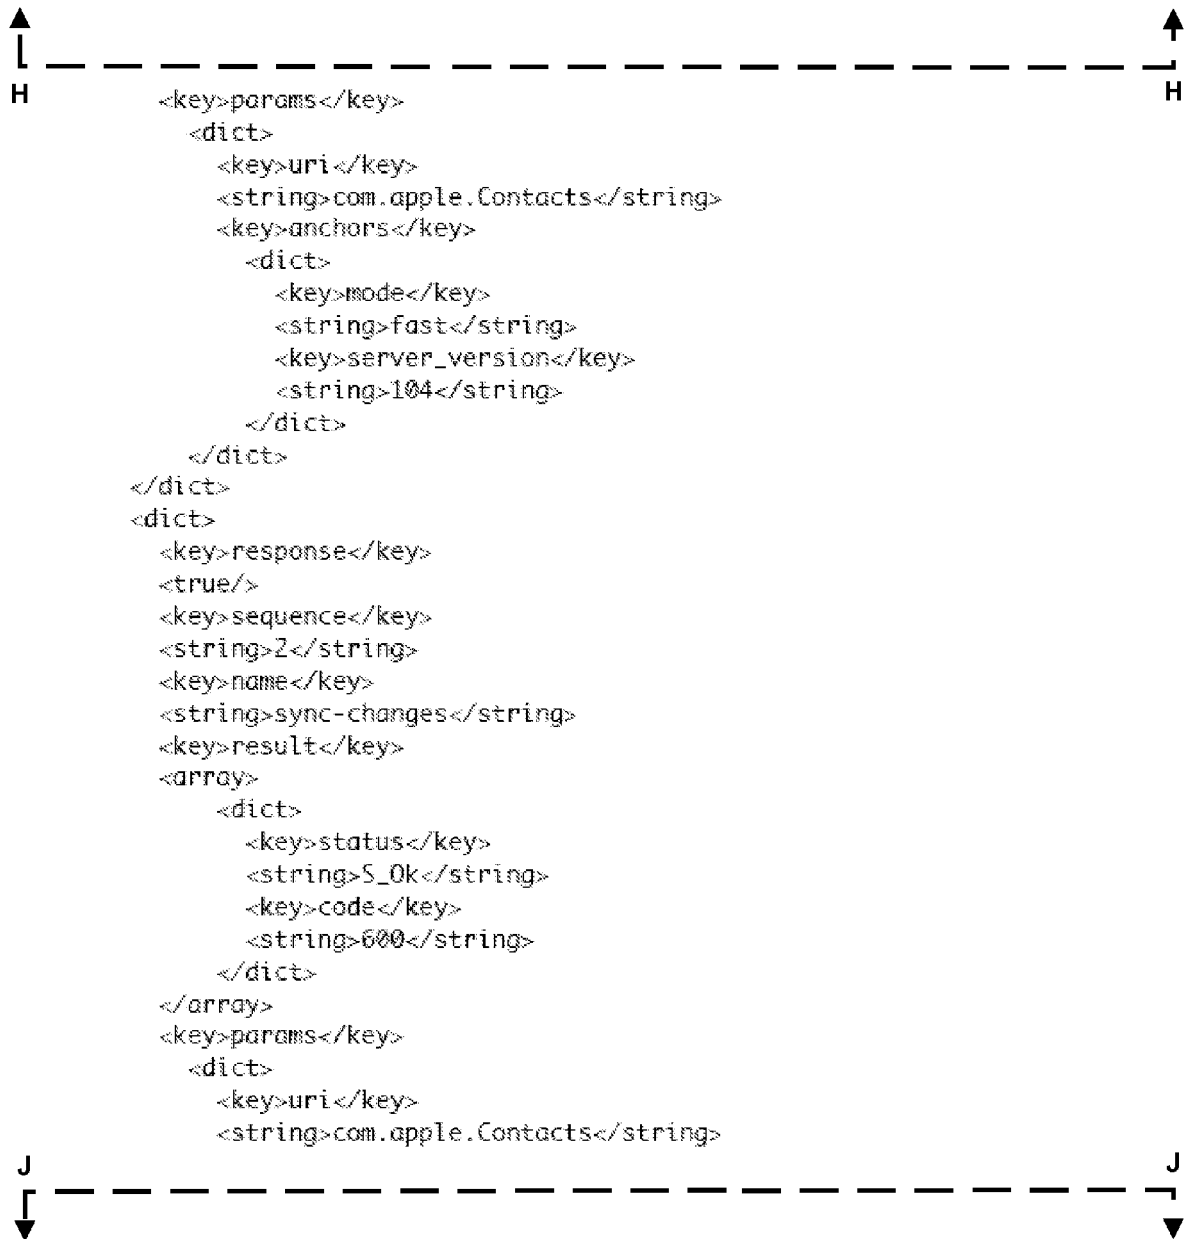 H H
<key>params</key>
<dict>
<key>uri</key>
<string>com.apple.Contacts</string>
<key>anchors</key>
<dict>
<key>mode</key>
<string>fast</string>
<key>server_version</key>
<string>104</string>
</dict>
</dict>
</dict>
<dict>
<key>response</key>
<true/>
<key>sequence</key>
<string>2</string>
<key>name</key>
<string>sync-changes</string>
<key>result</key>
<array>
<dict>
<key>status</key>
<string>S_Ok</string>
<key>code</key>
<string>600</string>
</dict>
</array>
<key>params</key>
<dict>
<key>uri</key>
<string>com.apple.Contacts</string>
J J